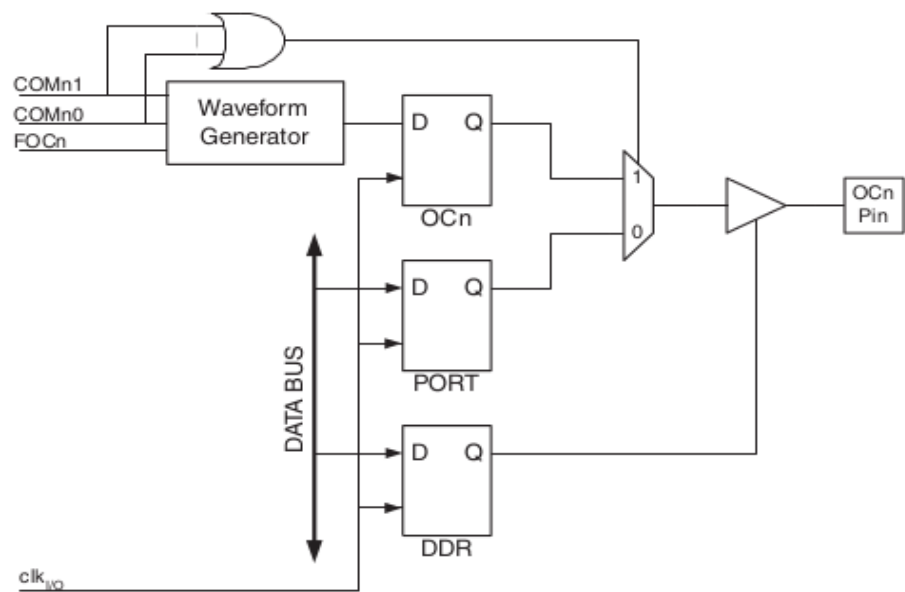 COMn1
COMn0
FOCn
Waveform
Generator
D Q
OCn
1
0
OCn
Pin
D Q
PORT
DATA BUS
D Q
DDR
clkI/O